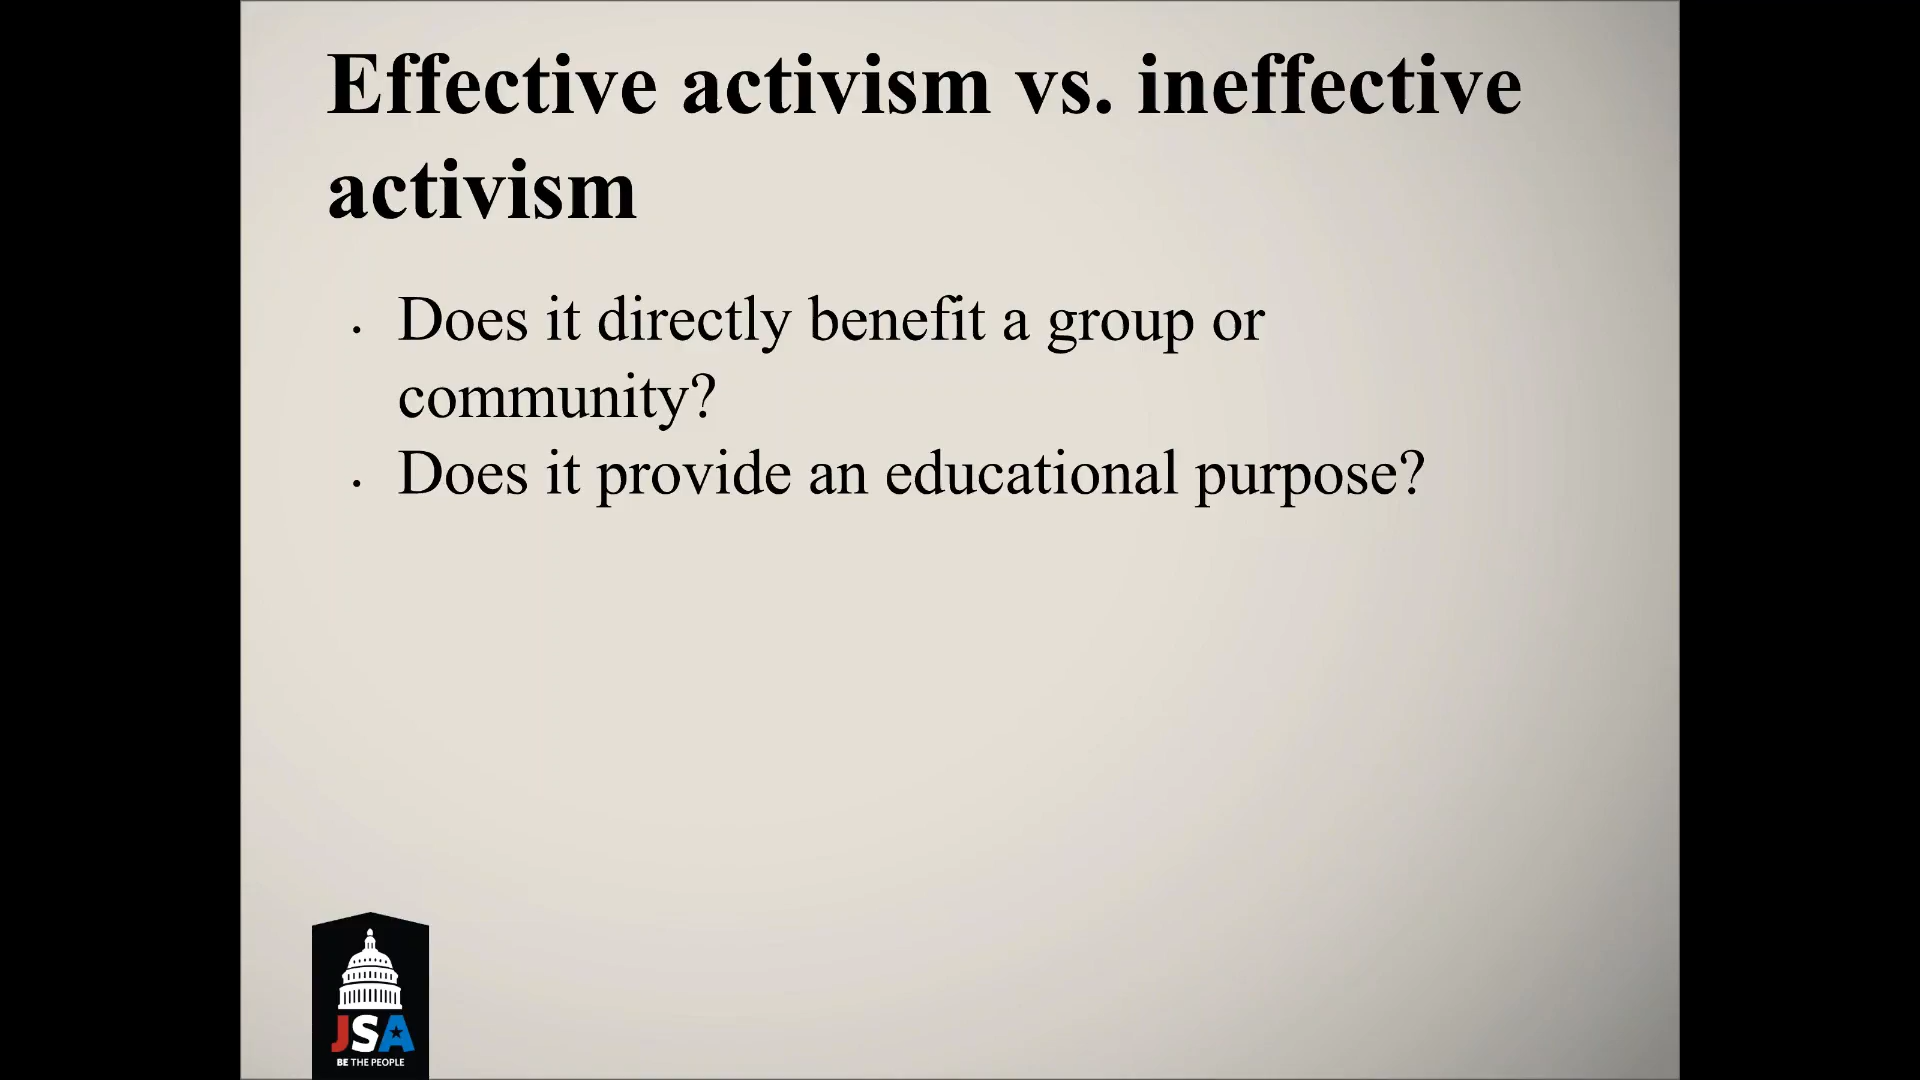 Effective activism vs. ineffective
activism
• Does it directly benefit a group or
community?
• Does it provide an educational purpose?
JSA
BE THE PEOPLE